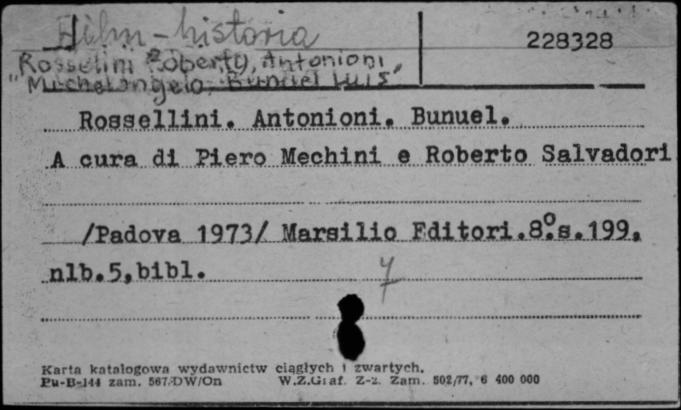 Film - historia
228328
Rosselini Roberto, Antonioni
"Michelangelo, Bunuel Luis"
Rossellini. Antonioni. Bunuel.
A cura di Piero Mechini e Roberto Salvadori
/Padova 1973/ Marsilio Editori.8°.s.199,
nlb.5,bibl.
7
Karta katalogowa wydawnictw ciągłych i zwartych.
Pu-B-144 zam. 567/DW/On W.Z.Graf. Z-2. Zam. 502/77, 6 400 000